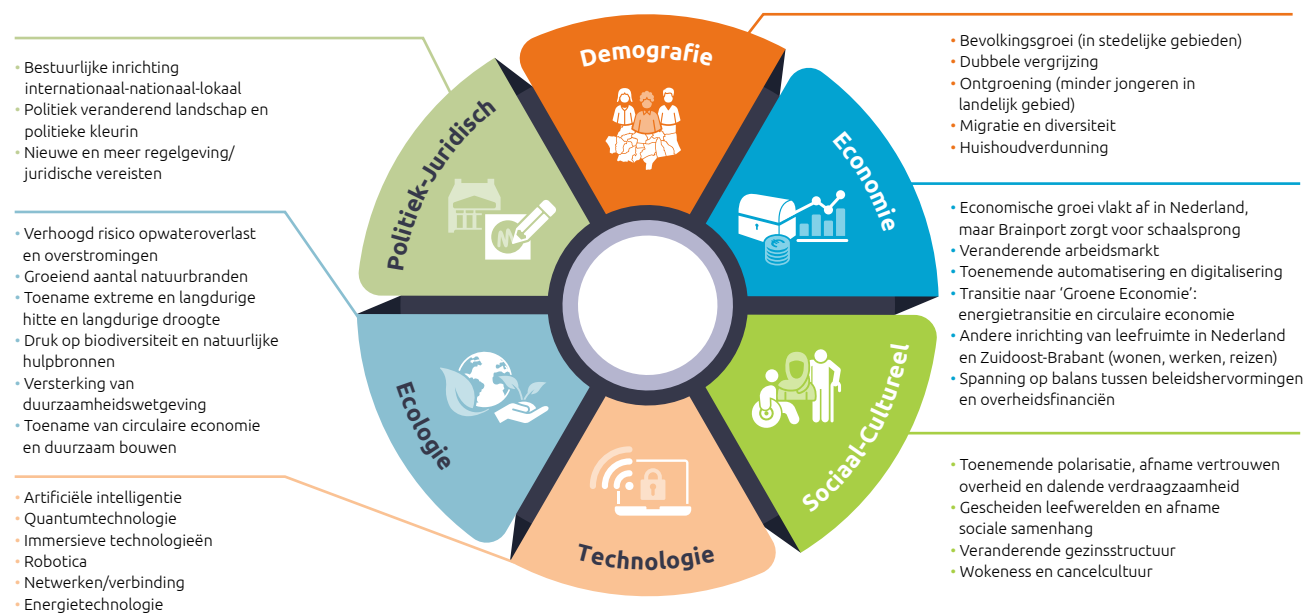 Demografie
• Bevolkingsgroei (in stedelijke gebieden)
• Dubbele vergrijzing
• Ontgroening (minder jongeren in
landelijk gebied)
• Migratie en diversiteit
• Huishoudverdunning
Economie
• Economische groei vlakt af in Nederland,
maar Brainport zorgt voor schaalsprong
• Veranderende arbeidsmarkt
• Toenemende automatisering en digitalisering
• Transitie naar ‘Groene Economie’:
energietransitie en circulaire economie
• Andere inrichting van leefruimte in Nederland
en Zuidoost-Brabant (wonen, werken, reizen)
• Spanning op balans tussen beleidshervormingen
en overheidsfinanciën
Sociaal-Cultureel
• Toenemende polarisatie, afname vertrouwen
overheid en dalende verdraagzaamheid
• Gescheiden leefwerelden en afname
sociale samenhang
• Veranderende gezinsstructuur
• Wokeness en cancelcultuur
Technologie
• Artificiële intelligentie
• Quantumtechnologie
• Immersieve technologieën
• Robotica
• Netwerken/verbinding
• Energietechnologie
Ecologie
• Verhoogd risico opwateroverlast
en overstromingen
• Groeiend aantal natuurbranden
• Toename extreme en langdurige
hitte en langdurige droogte
• Druk op biodiversiteit en natuurlijke
hulpbronnen
• Versterking van
duurzaamheidswetgeving
• Toename van circulaire economie
en duurzaam bouwen
Politiek-Juridisch
• Bestuurlijke inrichting
internationaal-nationaal-lokaal
• Politiek veranderend landschap en
politieke kleurin
• Nieuwe en meer regelgeving/
juridische vereisten